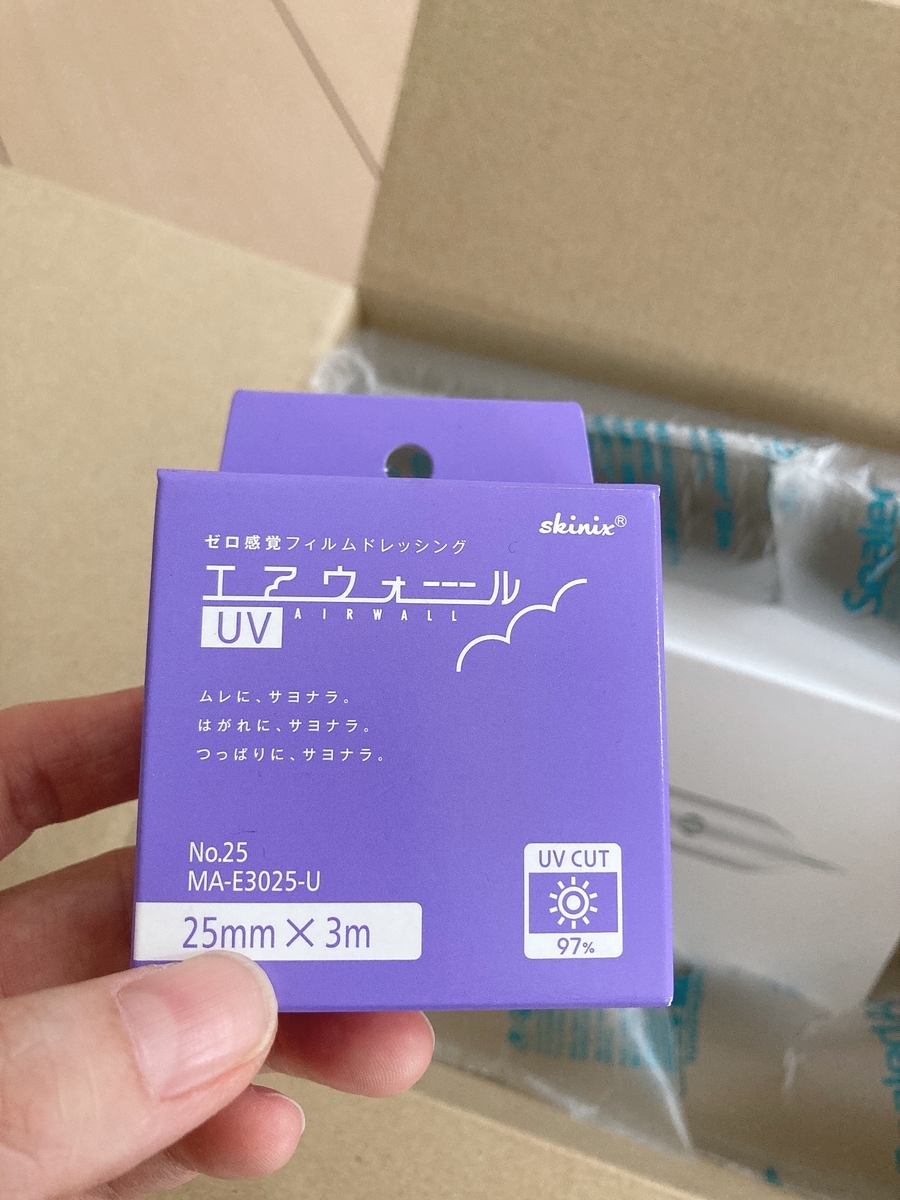 skinix®
ゼロ感覚フィルムドレッシング
エアウォール
UV AIRWALL
ムレに、サヨナラ。
はがれに、サヨナラ。
つっぱりに、サヨナラ。
No.25
MA-E3025-U
25mm×3m
UV CUT
97%
Sealer